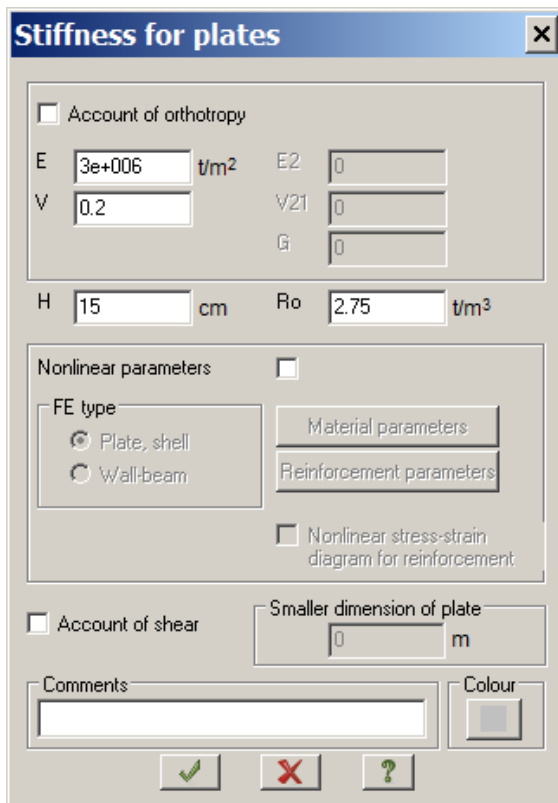 Stiffness for plates
Account of orthotropy
E 3e+006 t/m2 E2 0
V 0.2 V21 0
G 0
H 15 cm Ro 2.75 t/m3
Nonlinear parameters
FE type
Plate, shell Material parameters
Wall-beam Reinforcement parameters
Nonlinear stress-strain
diagram for reinforcement
Account of shear Smaller dimension of plate
0 m
Comments Colour
?